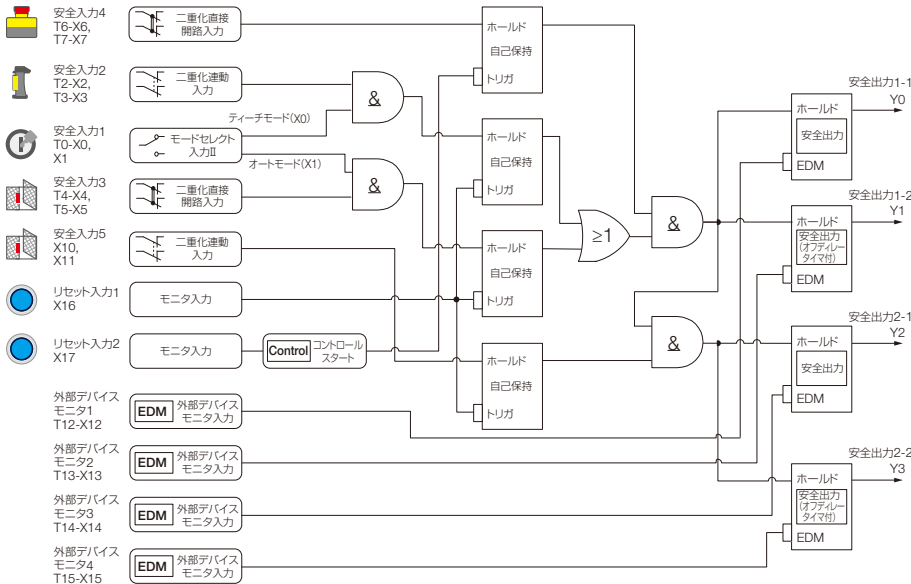 安全入力4
T6-X6,
T7-X7
二重化直接
開路入力
安全入力2
T2-X2,
T3-X3
二重化連動
入力
安全入力1
T0-X0,
X1
モードセレクト
入力II
ティーチモード(X0)
オートモード(X1)
安全入力3
T4-X4,
T5-X5
二重化直接
開路入力
安全入力5
X10,
X11
二重化連動
入力
リセット入力1
X16
モニタ入力
リセット入力2
X17
モニタ入力
Control
コントロール
スタート
外部デバイス
モニタ1
T12-X12
EDM
外部デバイス
モニタ入力
外部デバイス
モニタ2
T13-X13
EDM
外部デバイス
モニタ入力
外部デバイス
モニタ3
T14-X14
EDM
外部デバイス
モニタ入力
外部デバイス
モニタ4
T15-X15
EDM
外部デバイス
モニタ入力
&
&
ホールド
自己保持
トリガ
ホールド
自己保持
トリガ
ホールド
自己保持
トリガ
ホールド
自己保持
トリガ
≥1
&
&
安全出力1-1
Y0
ホールド
安全出力
EDM
安全出力1-2
Y1
ホールド
安全出力
(オフディレー
タイマ付)
EDM
安全出力2-1
Y2
ホールド
安全出力
EDM
安全出力2-2
Y3
ホールド
安全出力
(オフディレー
タイマ付)
EDM